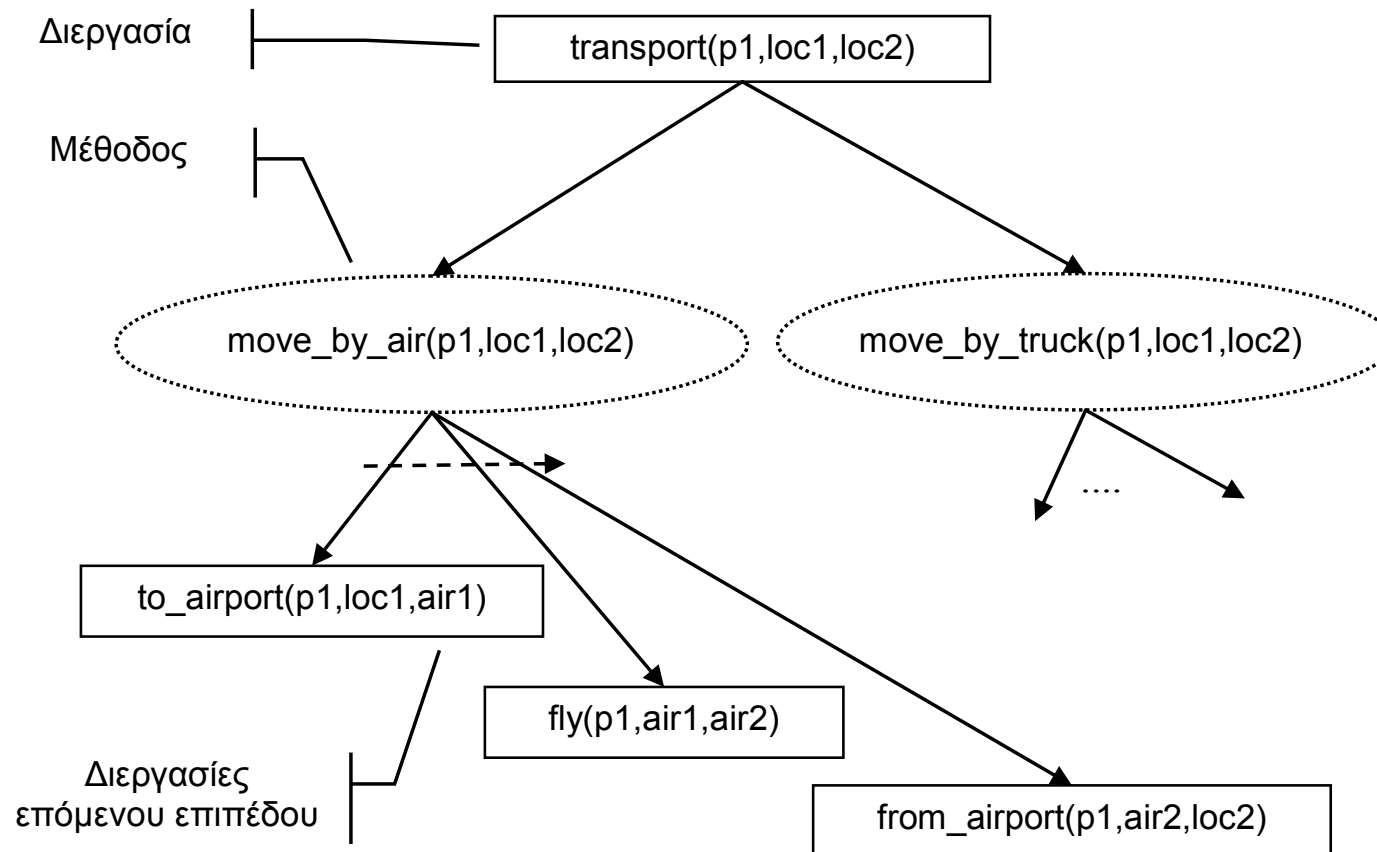 Διεργασία
transport(p1,loc1,loc2)
Μέθοδος
move_by_air(p1,loc1,loc2)
move_by_truck(p1,loc1,loc2)
....
to_airport(p1,loc1,air1)
fly(p1,air1,air2)
Διεργασίες
επόμενου επιπέδου
from_airport(p1,air2,loc2)